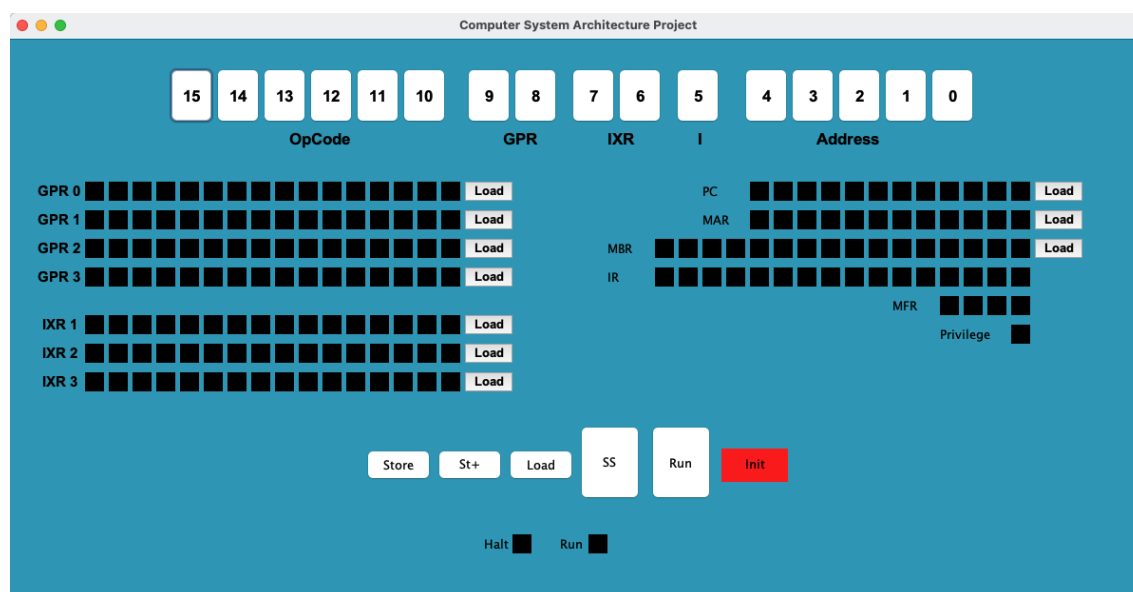 Computer System Architecture Project
15 14 13 12 11 10 9 8 7 6 5 4 3 2 1 0
OpCode GPR IXR I Address
GPR 0 Load PC Load
GPR 1 Load MAR Load
GPR 2 Load MBR Load
GPR 3 Load IR
MFR
IXR 1 Load
Privilege
IXR 2 Load
IXR 3 Load
Store St+ Load SS Run Init
Halt Run